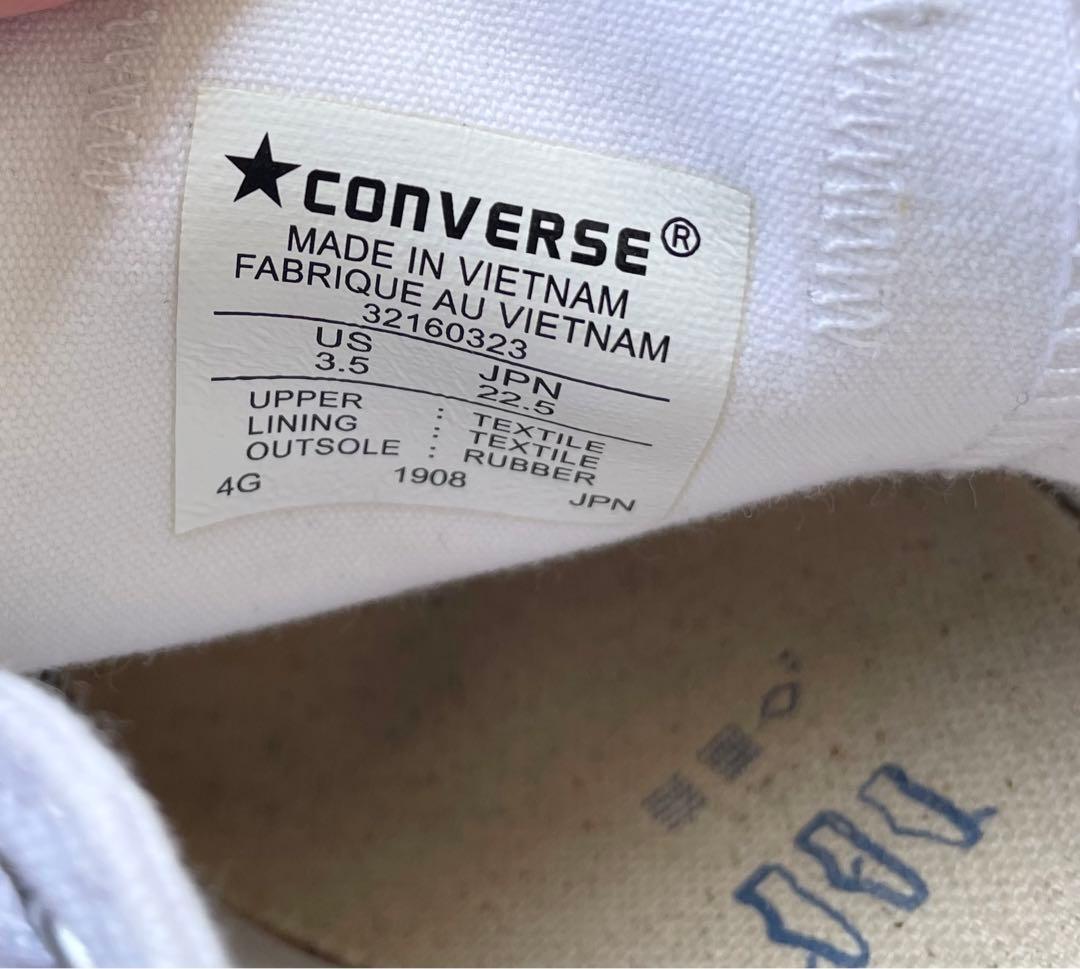 ★CONVERSE®
MADE IN VIETNAM
FABRIQUE AU VIETNAM
32160323
US JPN
3.5 22.5
UPPER : TEXTILE
LINING : TEXTILE
OUTSOLE : RUBBER
4G 1908 JPN